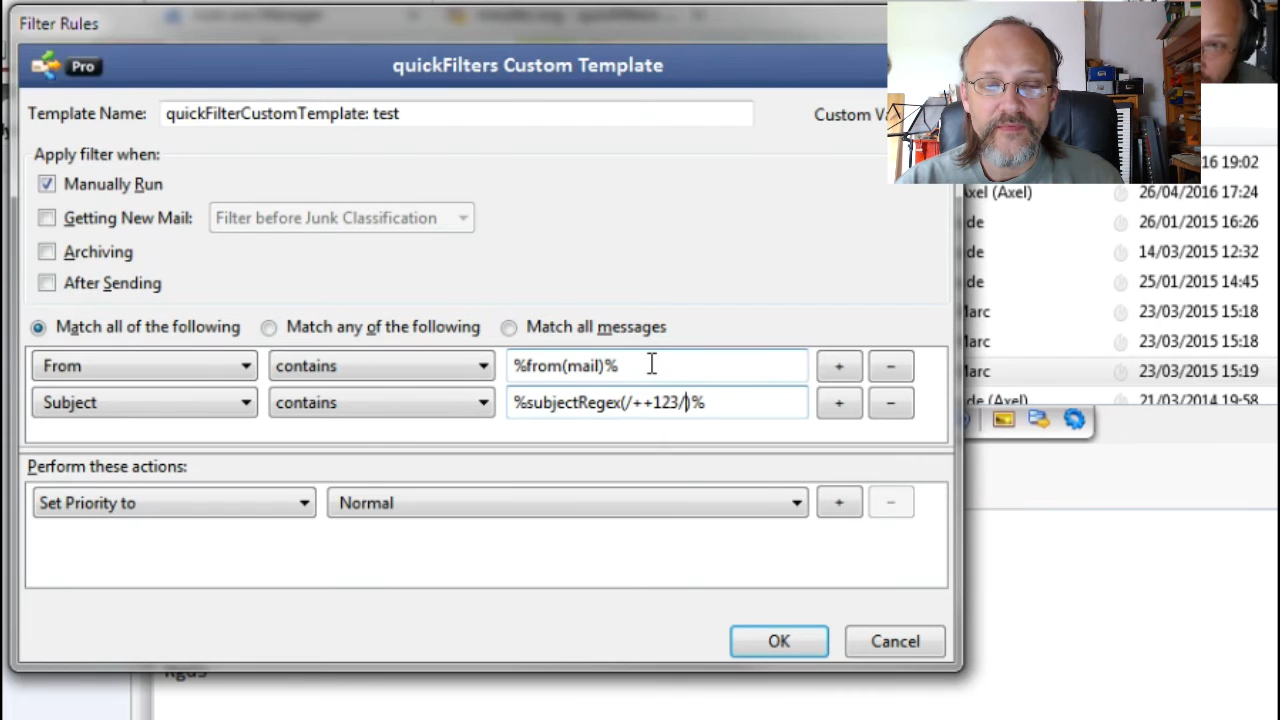 Filter Rules
Pro
quickFilters Custom Template
Template Name:
quickFilterCustomTemplate: test
Custom Va
Apply filter when:
Manually Run
Getting New Mail:
Filter before Junk Classification
Archiving
After Sending
Match all of the following
Match any of the following
Match all messages
From
contains
%from(mail)%
+
−
Subject
contains
%subjectRegex(/++123/)%
+
−
Perform these actions:
Set Priority to
Normal
+
−
OK
Cancel
16 19:02
Axel (Axel)
26/04/2016 17:24
de
26/01/2015 16:26
de
14/03/2015 12:32
de
25/01/2015 14:45
Marc
23/03/2015 15:18
Marc
23/03/2015 15:18
Marc
23/03/2015 15:19
de (Axel)
21/03/2014 19:58